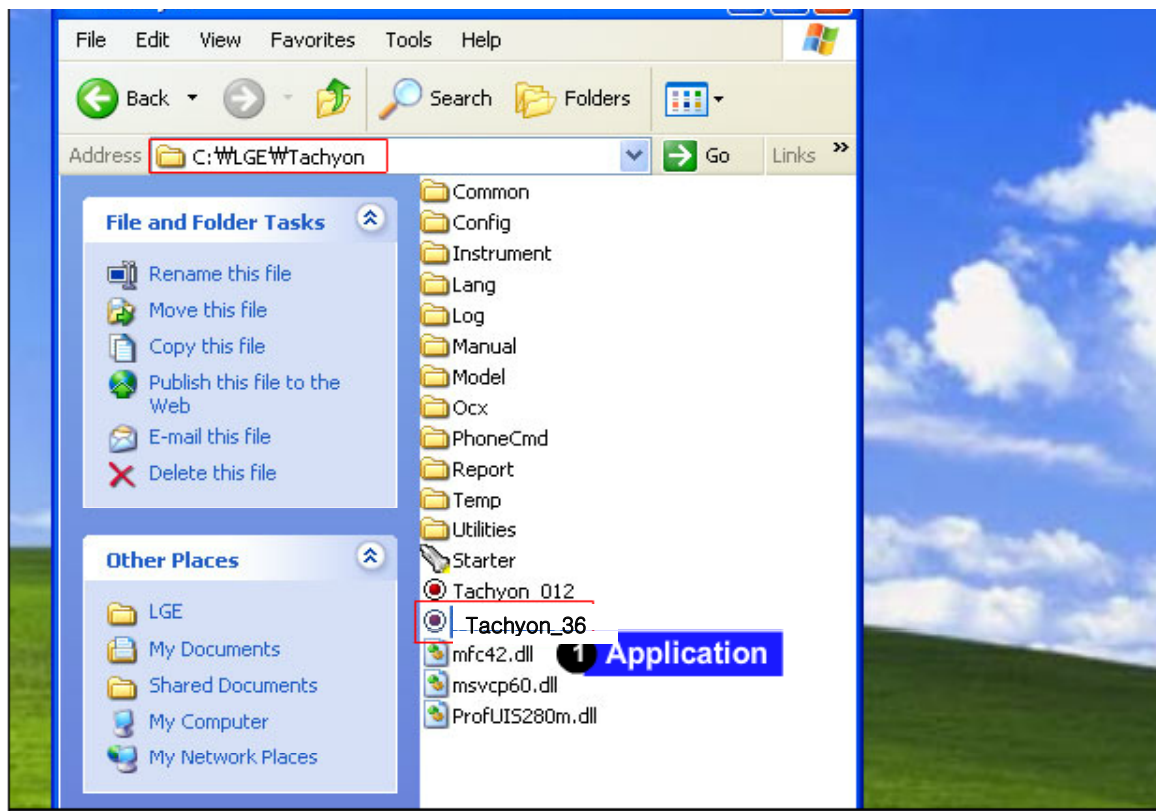 File Edit View Favorites Tools Help
Back Search Folders
Address C:₩LGE₩Tachyon Go Links »
File and Folder Tasks
Rename this file
Move this file
Copy this file
Publish this file to the
Web
E-mail this file
Delete this file
Other Places
LGE
My Documents
Shared Documents
My Computer
My Network Places
Common
Config
Instrument
Lang
Log
Manual
Model
Ocx
PhoneCmd
Report
Temp
Utilities
Starter
Tachyon_012
Tachyon_36
mfc42.dll
1 Application
msvcp60.dll
ProfUIS280m.dll